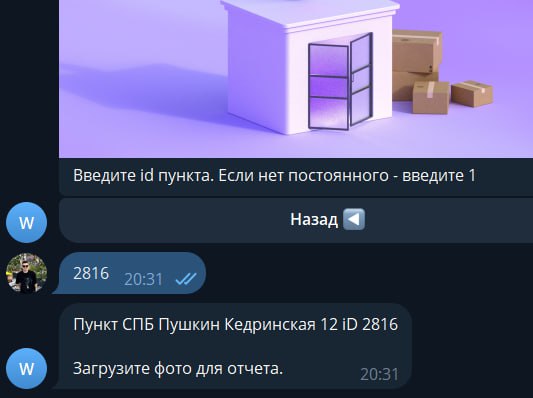 Введите id пункта. Если нет постоянного - введите 1
W
Назад
2816 20:31
Пункт СПБ Пушкин Кедринская 12 iD 2816
Загрузите фото для отчета.
W 20:31